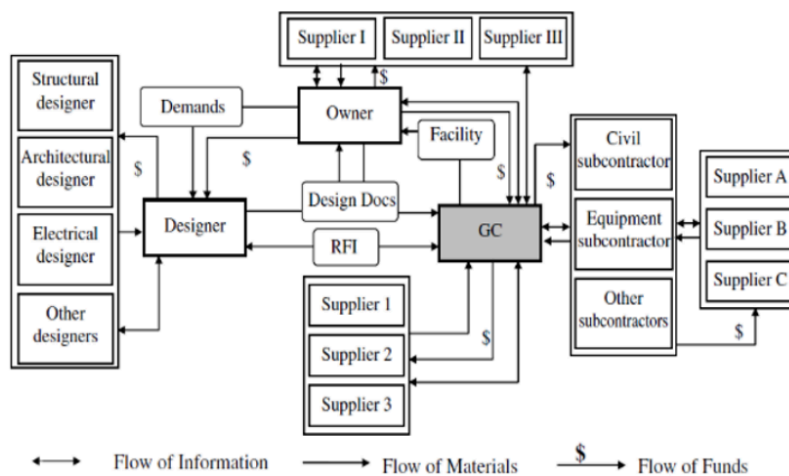 Supplier I
Supplier II
Supplier III
$
Structural
designer
Architectural
designer
Electrical
designer
Other
designers
$
Demands
$
Owner
Facility
$
Design Docs
Designer
RFI
GC
$
Civil
subcontractor
Equipment
subcontractor
Other
subcontractors
Supplier A
Supplier B
Supplier C
$
Supplier 1
Supplier 2
Supplier 3
$
Flow of Information
Flow of Materials
$
Flow of Funds